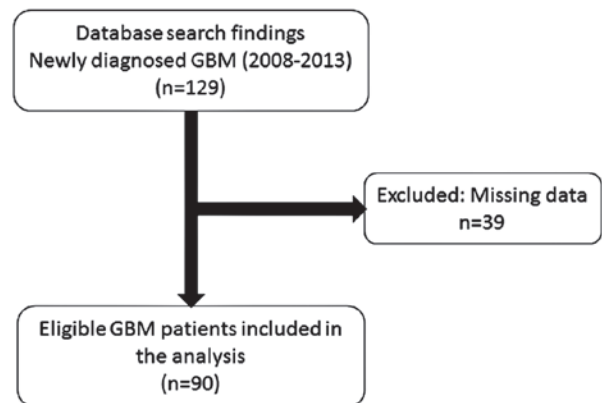 Database search findings
Newly diagnosed GBM (2008-2013)
(n=129)
Excluded: Missing data
n=39
Eligible GBM patients included in
the analysis
(n=90)